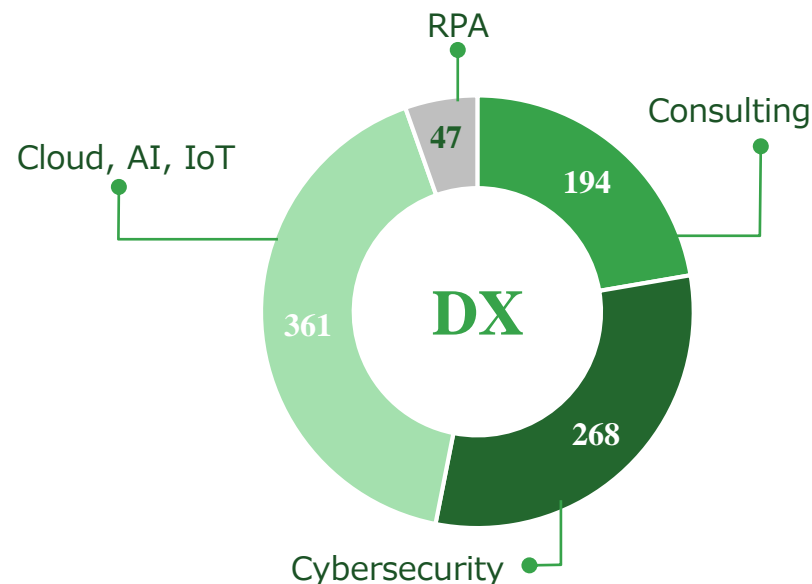 RPA
Consulting
47
Cloud, AI, IoT
194
DX
361
268
Cybersecurity